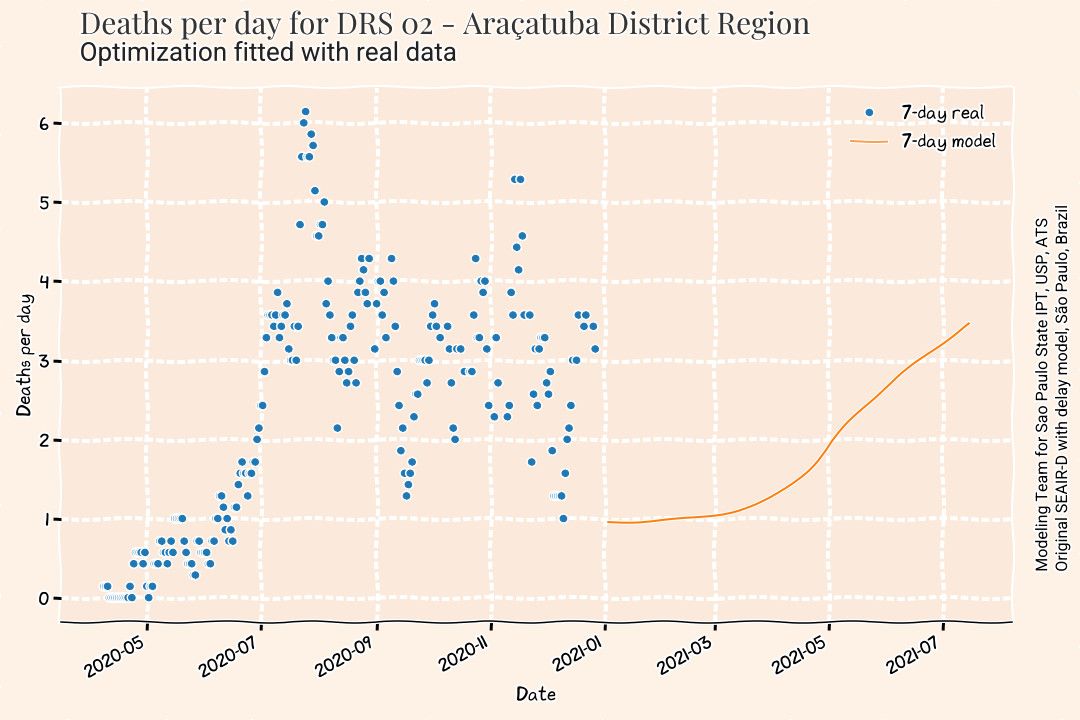 Deaths per day for DRS 02 - Araçatuba District Region
Optimization fitted with real data
7-day real
7-day model
6
5
4
3
2
1
0
Deaths per day
2020-05
2020-07
2020-09
2020-11
2021-01
2021-03
2021-05
2021-07
Date
Modeling Team for Sao Paulo State IPT, USP, ATS
Original SEAIR-D with delay model, São Paulo, Brazil